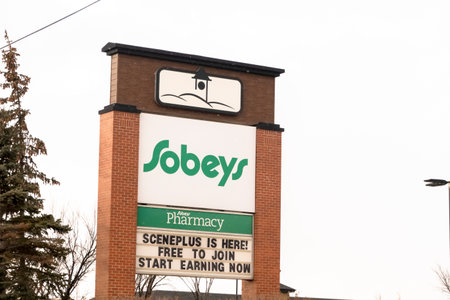 Sobeys
Pharmacy
SCENEPLUS IS HERE!
FREE TO JOIN
START EARNING NOW